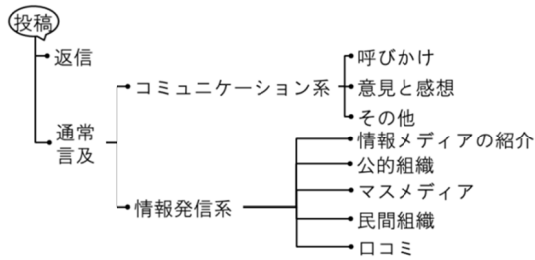 投稿
返信
通常
言及
コミュニケーション系
呼びかけ
意見と感想
その他
情報発信系
情報メディアの紹介
公的組織
マスメディア
民間組織
口コミ